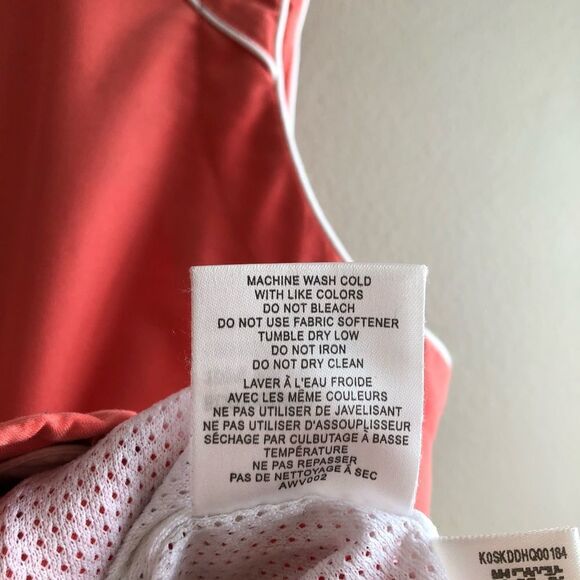 MACHINE WASH COLD
WITH LIKE COLORS
DO NOT BLEACH
DO NOT USE FABRIC SOFTENER
TUMBLE DRY LOW
DO NOT IRON
DO NOT DRY CLEAN
LAVER À L'EAU FROIDE
AVEC LES MÊME COULEURS
NE PAS UTILISER DE JAVELISANT
NE PAS UTILISER D'ASSOUPLISSANT
SÉCHAGE PAR CULBUTAGE À BASSE
TEMPÉRATURE
NE PAS REPASSER
PAS DE NETTOYAGE À SEC
AWV002
K0SKDDHQ00184